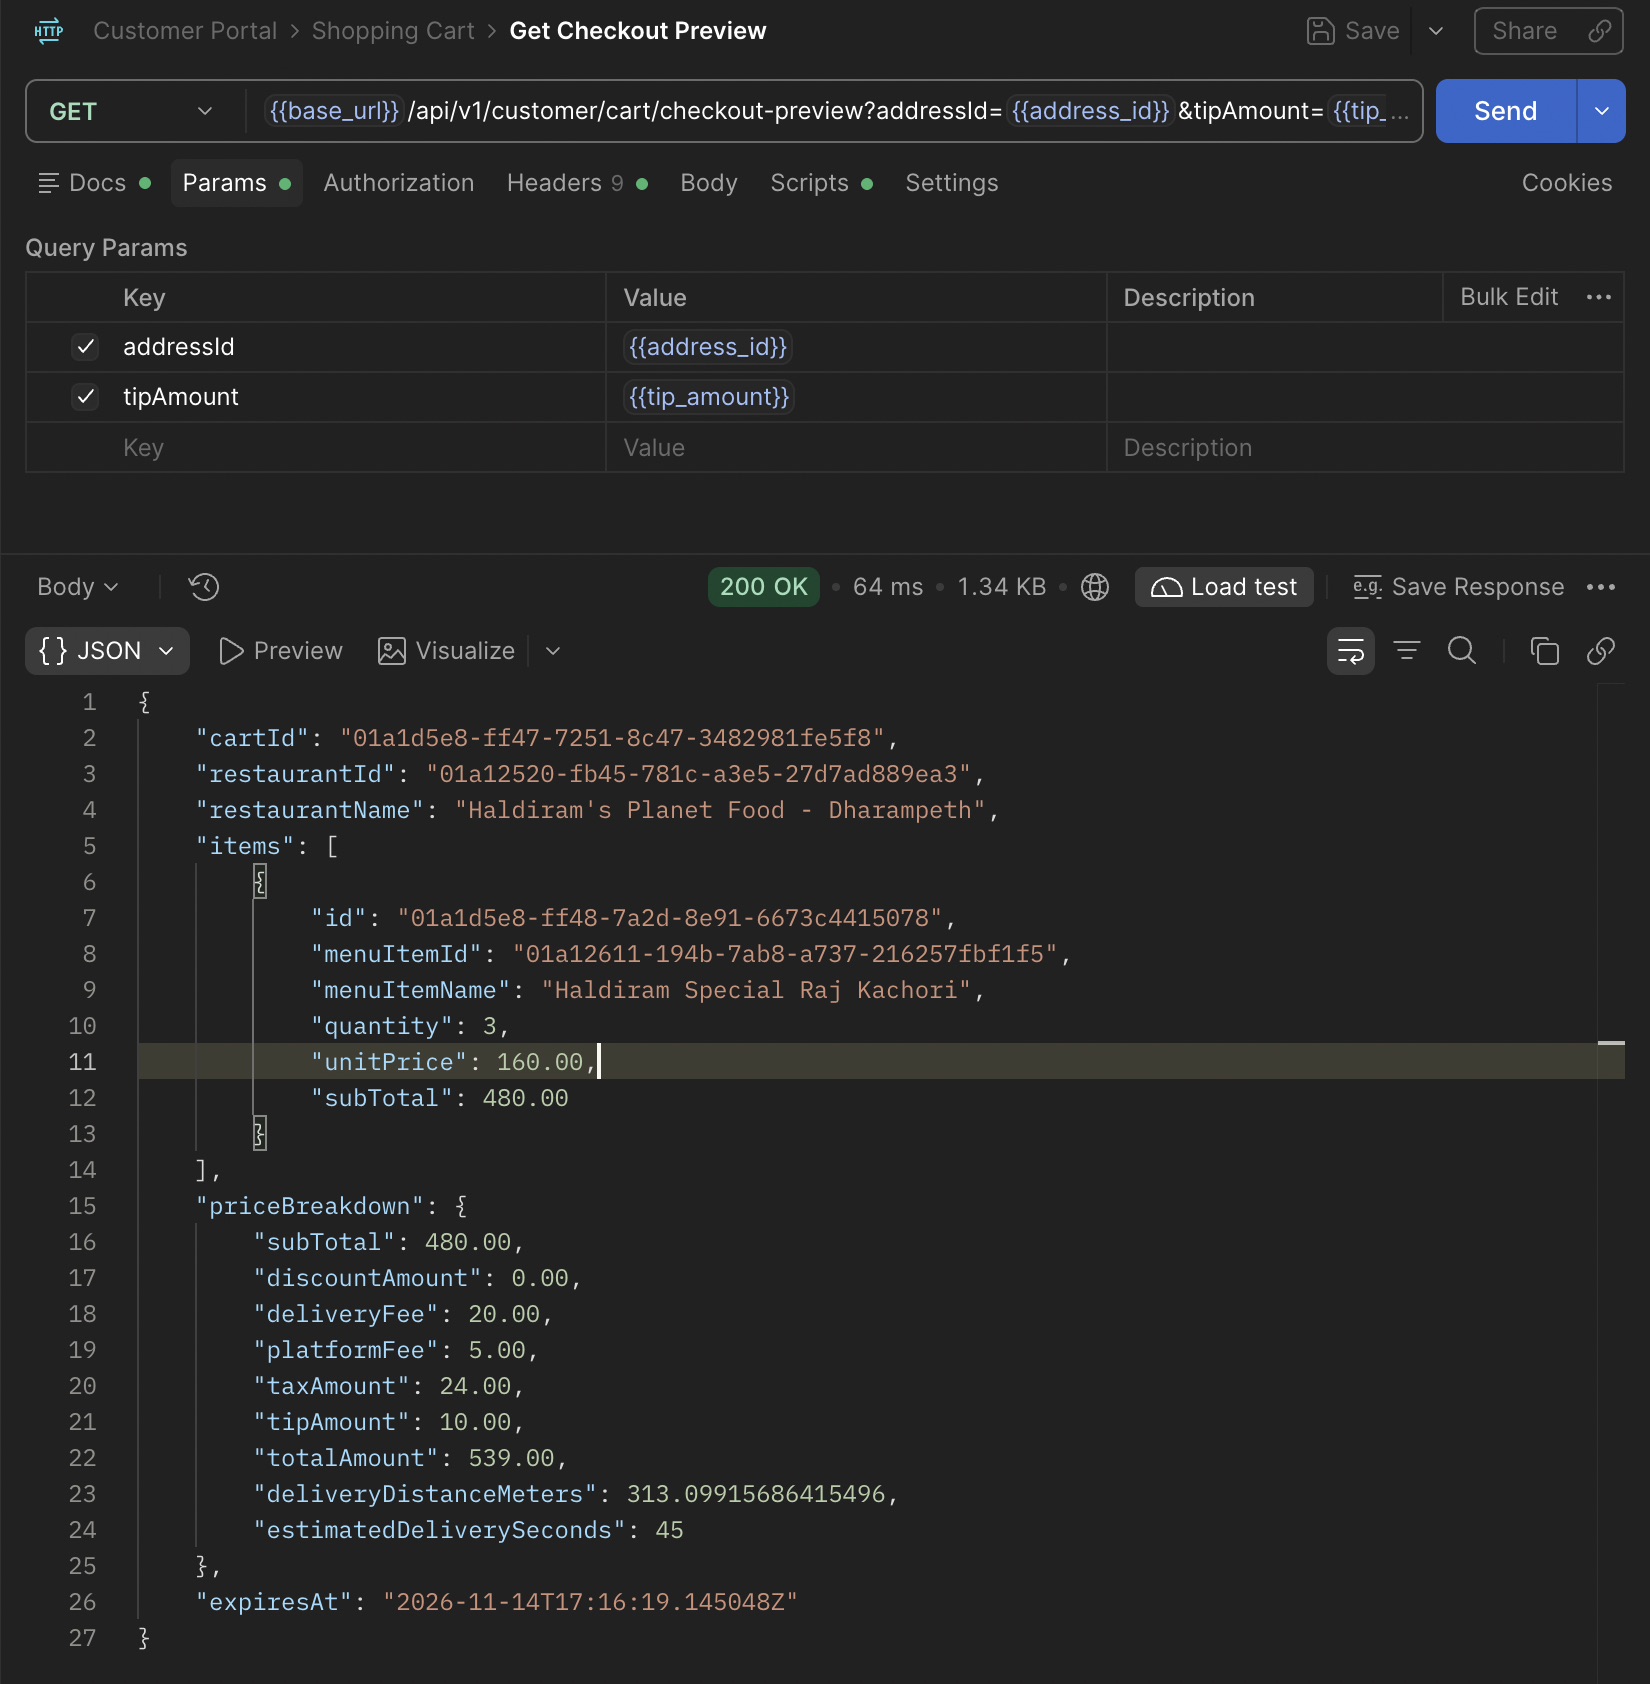 HTTP Customer Portal > Shopping Cart > Get Checkout Preview Save Share
GET {{base_url}}/api/v1/customer/cart/checkout-preview?addressId={{address_id}}&tipAmount={{tip_... Send
Docs Params Authorization Headers 9 Body Scripts Settings Cookies
Query Params
Key Value Description Bulk Edit ...
addressId {{address_id}}
tipAmount {{tip_amount}}
Key Value Description
Body 200 OK 64 ms 1.34 KB Load test e.g. Save Response ...
{} JSON Preview Visualize
1 {
2 "cartId": "01a1d5e8-ff47-7251-8c47-3482981fe5f8",
3 "restaurantId": "01a12520-fb45-781c-a3e5-27d7ad889ea3",
4 "restaurantName": "Haldiram's Planet Food - Dharampeth",
5 "items": [
6 {
7 "id": "01a1d5e8-ff48-7a2d-8e91-6673c4415078",
8 "menuItemId": "01a12611-194b-7ab8-a737-216257fbf1f5",
9 "menuItemName": "Haldiram Special Raj Kachori",
10 "quantity": 3,
11 "unitPrice": 160.00,
12 "subTotal": 480.00
13 }
14 ],
15 "priceBreakdown": {
16 "subTotal": 480.00,
17 "discountAmount": 0.00,
18 "deliveryFee": 20.00,
19 "platformFee": 5.00,
20 "taxAmount": 24.00,
21 "tipAmount": 10.00,
22 "totalAmount": 539.00,
23 "deliveryDistanceMeters": 313.09915686415496,
24 "estimatedDeliverySeconds": 45
25 },
26 "expiresAt": "2026-11-14T17:16:19.145048Z"
27 }